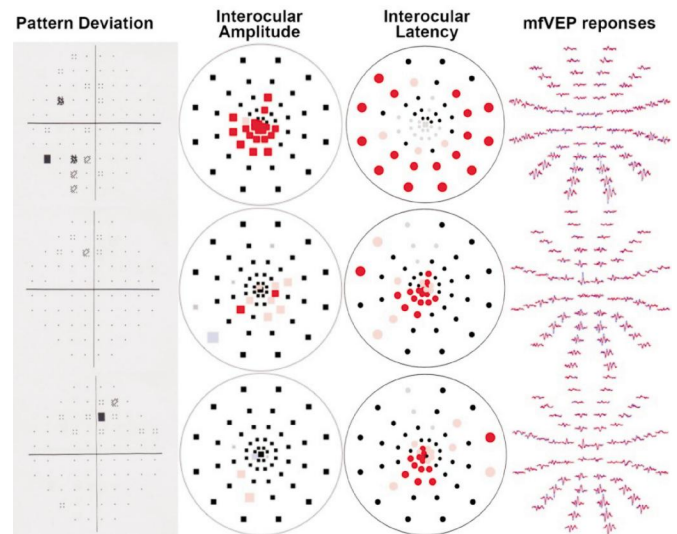 Pattern Deviation
Interocular
Amplitude
Interocular
Latency
mfVEP reponses